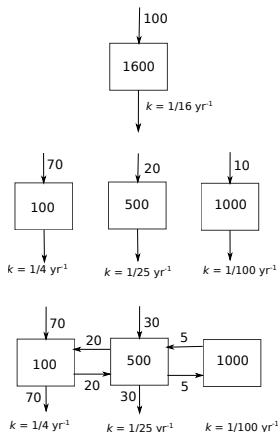 100
1600
k = 1/16 yr⁻¹
70 20 10
100 500 1000
k = 1/4 yr⁻¹ k = 1/25 yr⁻¹ k = 1/100 yr⁻¹
70 30
20 5
100 500 1000
20 5
70 30
k = 1/4 yr⁻¹ k = 1/25 yr⁻¹ k = 1/100 yr⁻¹